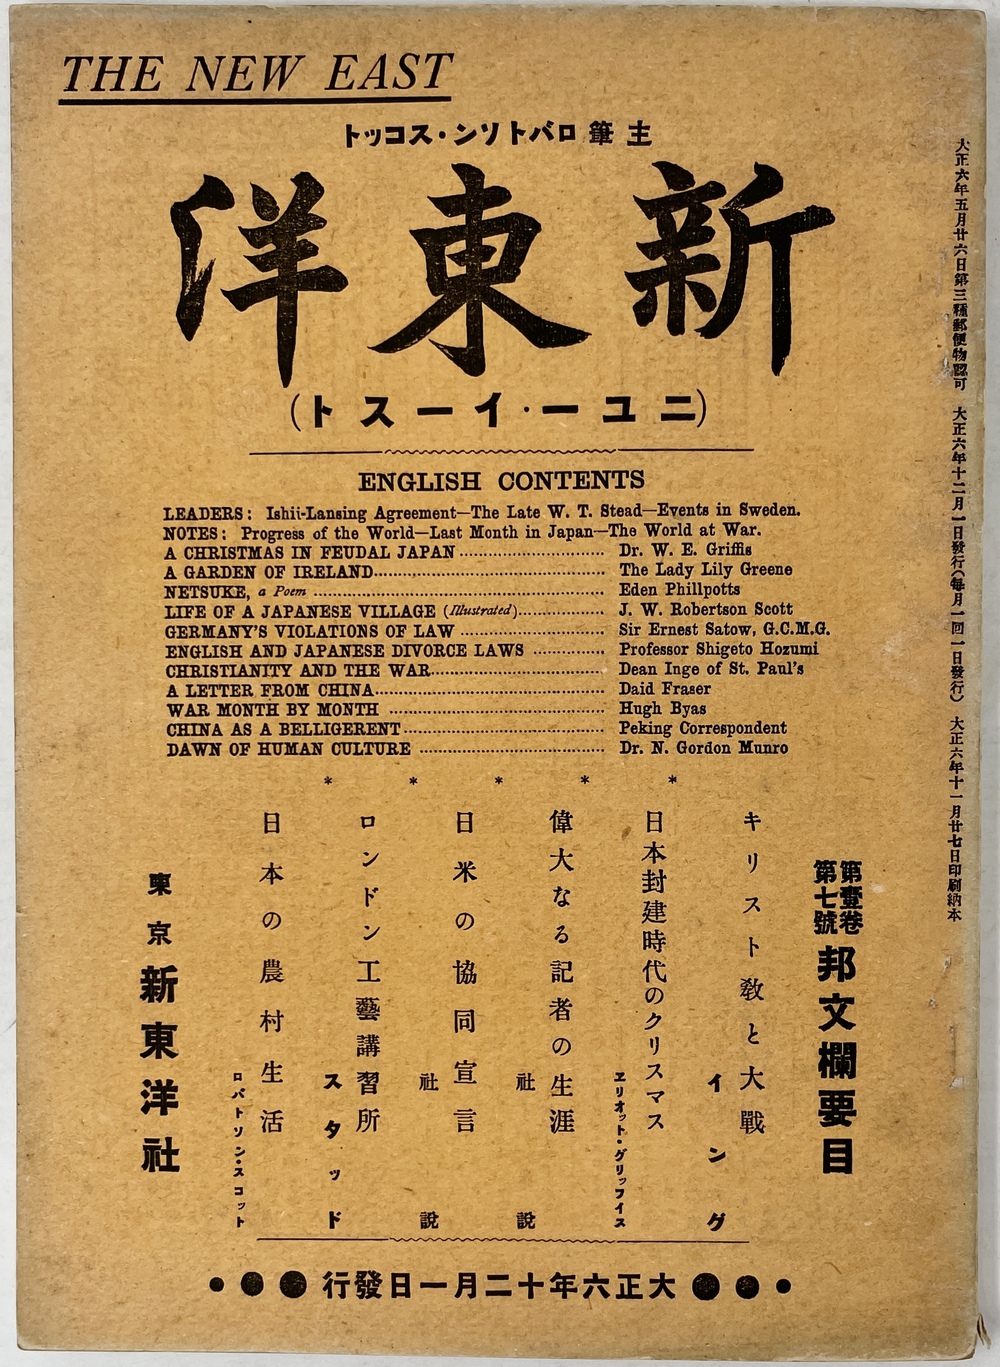 THE NEW EAST
主筆 ロバトソン・スコット
新東洋
(ニユー・イースト)
ENGLISH CONTENTS
LEADERS: Ishii-Lansing Agreement—The Late W. T. Stead—Events in Sweden.
NOTES: Progress of the World—Last Month in Japan—The World at War.
A CHRISTMAS IN FEUDAL JAPAN .......... Dr. W. E. Griffis
A GARDEN OF IRELAND .......... The Lady Lily Greene
NETSUKE, a Poem .......... Eden Phillpotts
LIFE OF A JAPANESE VILLAGE (Illustrated) .......... J. W. Robertson Scott
GERMANY'S VIOLATIONS OF LAW .......... Sir Ernest Satow, G.C.M.G.
ENGLISH AND JAPANESE DIVORCE LAWS .......... Professor Shigeto Hozumi
CHRISTIANITY AND THE WAR .......... Dean Inge of St. Paul's
A LETTER FROM CHINA .......... Daid Fraser
WAR MONTH BY MONTH .......... Hugh Byas
CHINA AS A BELLIGERENT .......... Peking Correspondent
DAWN OF HUMAN CULTURE .......... Dr. N. Gordon Munro
* * * * *
第壹卷
第七號
邦文欄要目
キリスト教と大戰 イング
日本封建時代のクリスマス ヱリオット・グリッフイス
偉大なる記者の生涯 社說
日米の協同宣言 社說
ロンドン工藝講習所 スタッド
日本の農村生活 ロバトソン・スコット
東京 新東洋社
大正六年十二月一日發行
大正六年五月廿六日第三種郵便物認可 大正六年十二月一日發行(每月一回一日發行) 大正六年十一月廿七日印刷納本